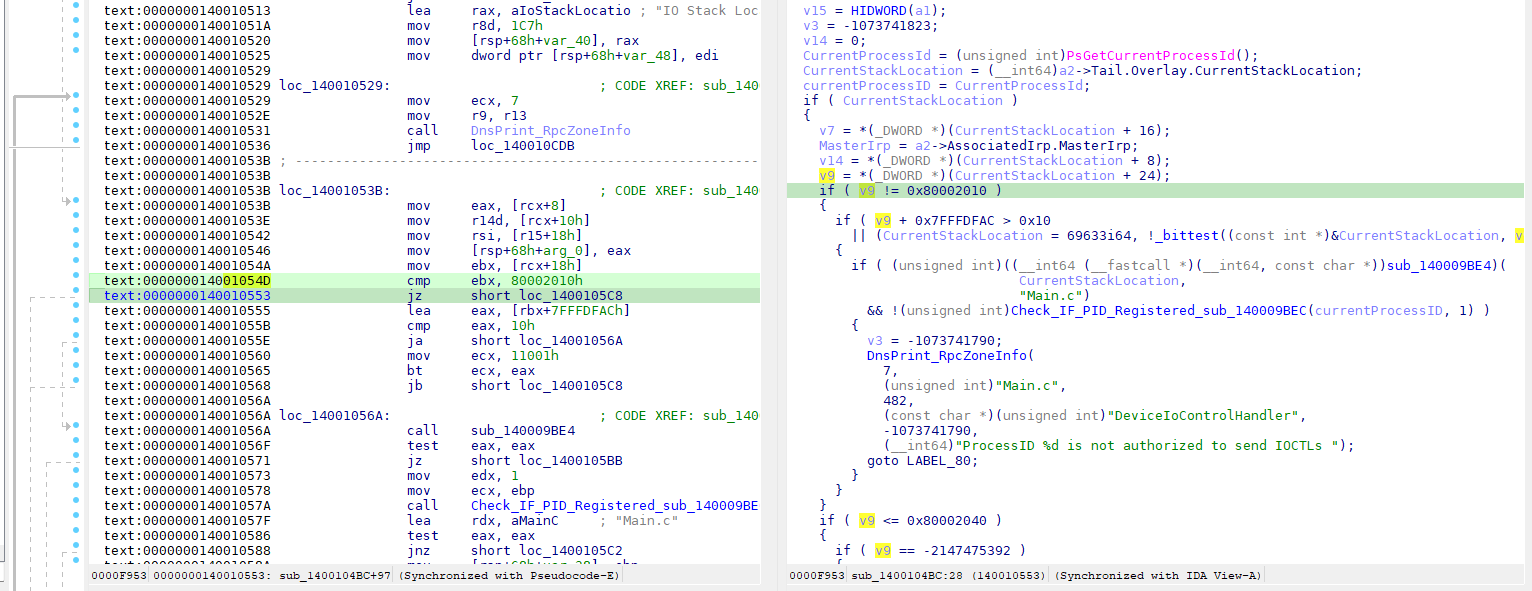 text:0000000140010513 lea rax, aIoStackLocatio ; "IO Stack Loc
text:000000014001051A mov r8d, 1C7h
text:0000000140010520 mov [rsp+68h+var_40], rax
text:0000000140010525 mov dword ptr [rsp+68h+var_48], edi
text:0000000140010529
text:0000000140010529 loc_140010529: ; CODE XREF: sub_140
text:0000000140010529 mov ecx, 7
text:000000014001052E mov r9, r13
text:0000000140010531 call DnsPrint_RpcZoneInfo
text:0000000140010536 jmp loc_140010CDB
text:000000014001053B ; ---------------------------------------------------------
text:000000014001053B
text:000000014001053B loc_14001053B: ; CODE XREF: sub_140
text:000000014001053B mov eax, [rcx+8]
text:000000014001053E mov r14d, [rcx+10h]
text:0000000140010542 mov rsi, [r15+18h]
text:0000000140010546 mov [rsp+68h+arg_0], eax
text:000000014001054A mov ebx, [rcx+18h]
text:000000014001054D cmp ebx, 80002010h
text:0000000140010553 jz short loc_1400105C8
text:0000000140010555 lea eax, [rbx+7FFFDFACh]
text:000000014001055B cmp eax, 10h
text:000000014001055E ja short loc_14001056A
text:0000000140010560 mov ecx, 11001h
text:0000000140010565 bt ecx, eax
text:0000000140010568 jb short loc_1400105C8
text:000000014001056A
text:000000014001056A loc_14001056A: ; CODE XREF: sub_140
text:000000014001056A call sub_140009BE4
text:000000014001056F test eax, eax
text:0000000140010571 jz short loc_1400105BB
text:0000000140010573 mov edx, 1
text:0000000140010578 mov ecx, ebp
text:000000014001057A call Check_IF_PID_Registered_sub_140009BE
text:000000014001057F lea rdx, aMainC ; "Main.c"
text:0000000140010586 test eax, eax
text:0000000140010588 jnz short loc_1400105C2
0000F953 0000000140010553: sub_1400104BC+97 (Synchronized with Pseudocode-E)
v15 = HIDWORD(a1);
v3 = -1073741823;
v14 = 0;
CurrentProcessId = (unsigned int)PsGetCurrentProcessId();
CurrentStackLocation = (__int64)a2->Tail.Overlay.CurrentStackLocation;
currentProcessID = CurrentProcessId;
if ( CurrentStackLocation )
{
v7 = *(_DWORD *)(CurrentStackLocation + 16);
MasterIrp = a2->AssociatedIrp.MasterIrp;
v14 = *(_DWORD *)(CurrentStackLocation + 8);
v9 = *(_DWORD *)(CurrentStackLocation + 24);
if ( v9 != 0x80002010 )
{
if ( v9 + 0x7FFFDFAC > 0x10
|| (CurrentStackLocation = 69633i64, !_bittest((const int *)&CurrentStackLocation, v
{
if ( (unsigned int)((__int64 (__fastcall *)(__int64, const char *))sub_140009BE4)(
CurrentStackLocation,
"Main.c")
&& !(unsigned int)Check_IF_PID_Registered_sub_140009BEC(currentProcessID, 1) )
{
v3 = -1073741790;
DnsPrint_RpcZoneInfo(
7,
(unsigned int)"Main.c",
482,
(const char *)(unsigned int)"DeviceIoControlHandler",
-1073741790,
(__int64)"ProcessID %d is not authorized to send IOCTLs ");
goto LABEL_80;
}
}
}
if ( v9 <= 0x80002040 )
{
if ( v9 == -2147475392 )
0000F953 sub_1400104BC:28 (140010553) (Synchronized with IDA View-A)